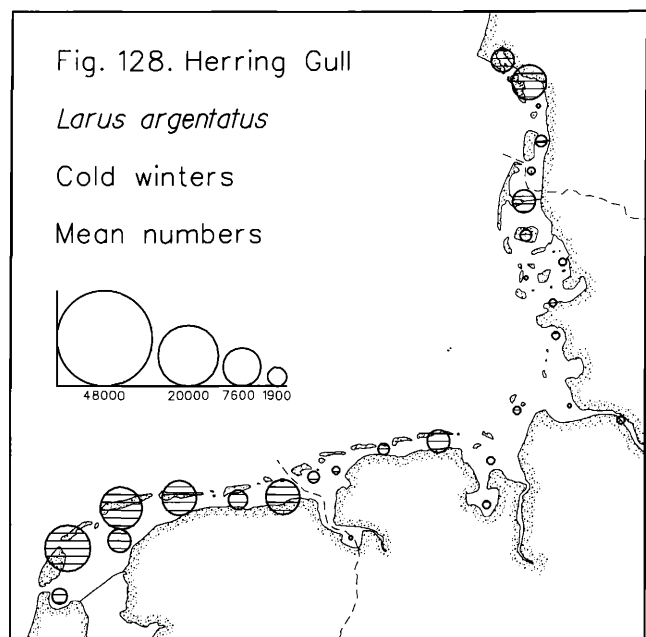 Fig. 128. Herring Gull
Larus argentatus
Cold winters
Mean numbers
48000 20000 7600 1900